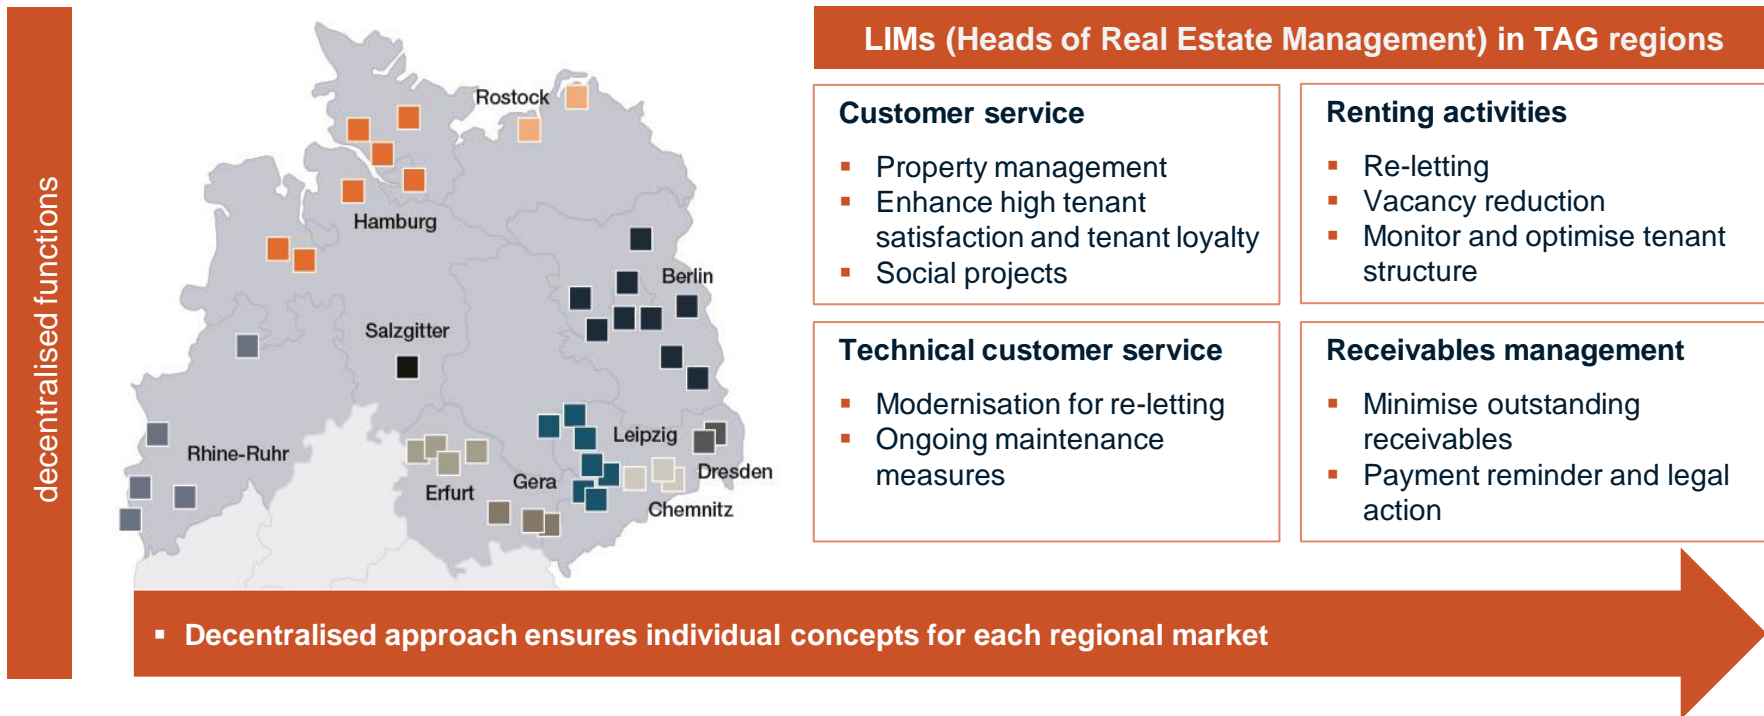 decentralised functions
Rostock
Hamburg
Berlin
Salzgitter
Rhine-Ruhr
Leipzig
Dresden
Gera
Erfurt
Chemnitz
LIMs (Heads of Real Estate Management) in TAG regions
Customer service
▪ Property management
▪ Enhance high tenant
satisfaction and tenant loyalty
▪ Social projects
Renting activities
▪ Re-letting
▪ Vacancy reduction
▪ Monitor and optimise tenant
structure
Technical customer service
▪ Modernisation for re-letting
▪ Ongoing maintenance
measures
Receivables management
▪ Minimise outstanding
receivables
▪ Payment reminder and legal
action
▪ Decentralised approach ensures individual concepts for each regional market